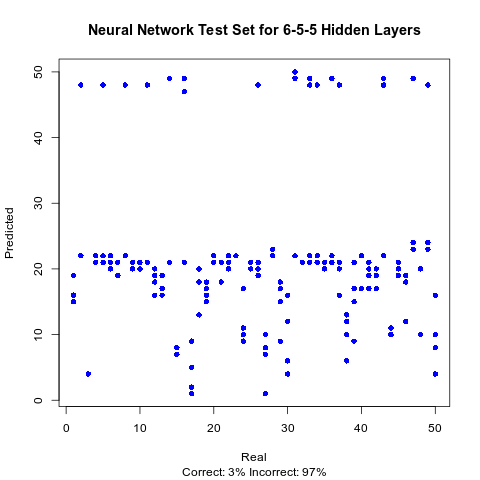 Neural Network Test Set for 6-5-5 Hidden Layers
50
40
30
20
10
0
Predicted
0 10 20 30 40 50
Real
Correct: 3% Incorrect: 97%